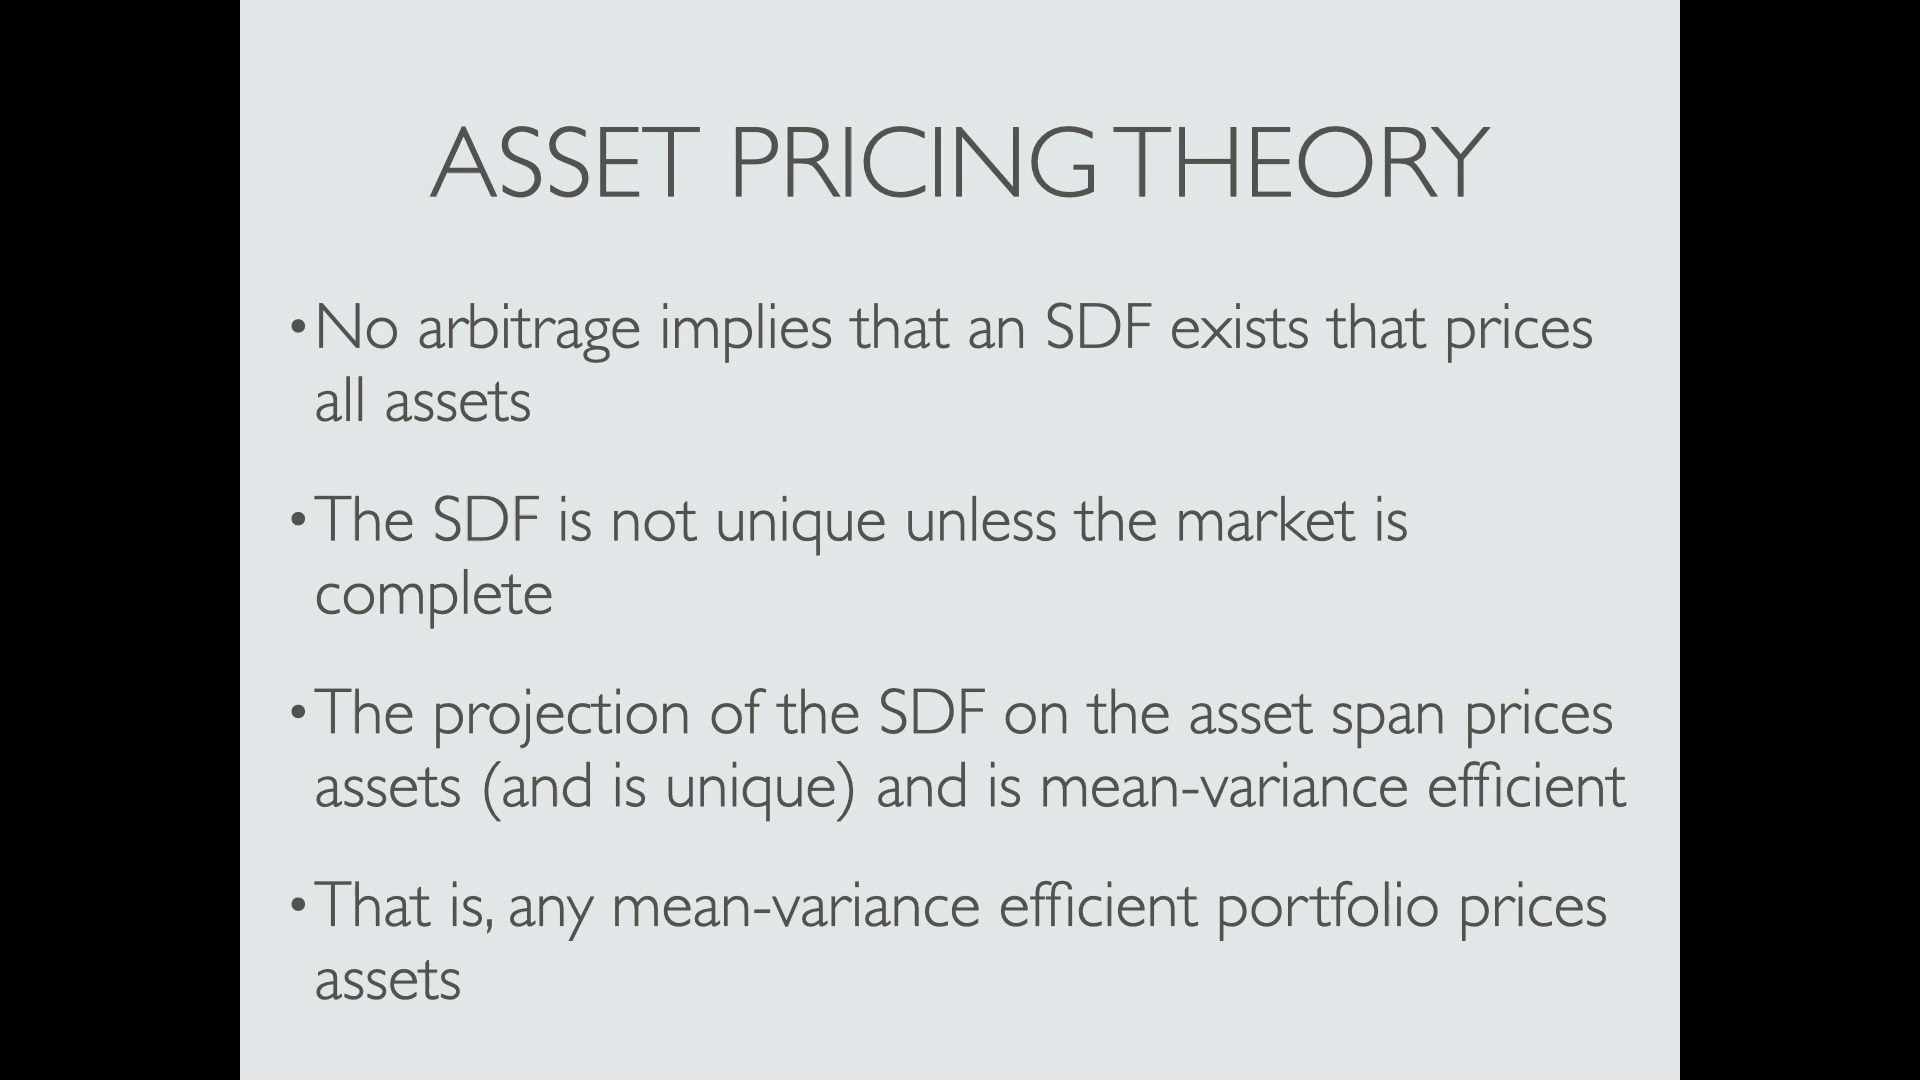 ASSET PRICING THEORY
•No arbitrage implies that an SDF exists that prices
all assets
•The SDF is not unique unless the market is
complete
•The projection of the SDF on the asset span prices
assets (and is unique) and is mean-variance efficient
•That is, any mean-variance efficient portfolio prices
assets